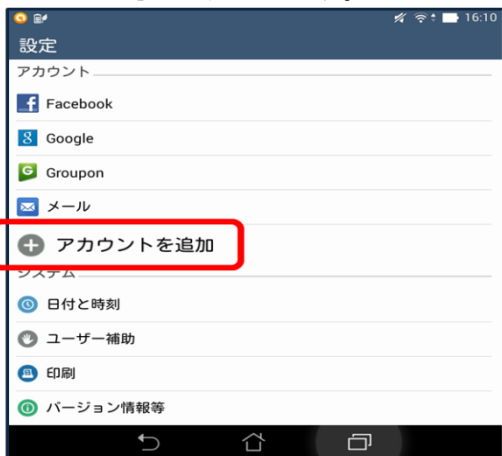 16:10
設定
アカウント
Facebook
Google
Groupon
メール
アカウントを追加
システム
日付と時刻
ユーザー補助
印刷
バージョン情報等